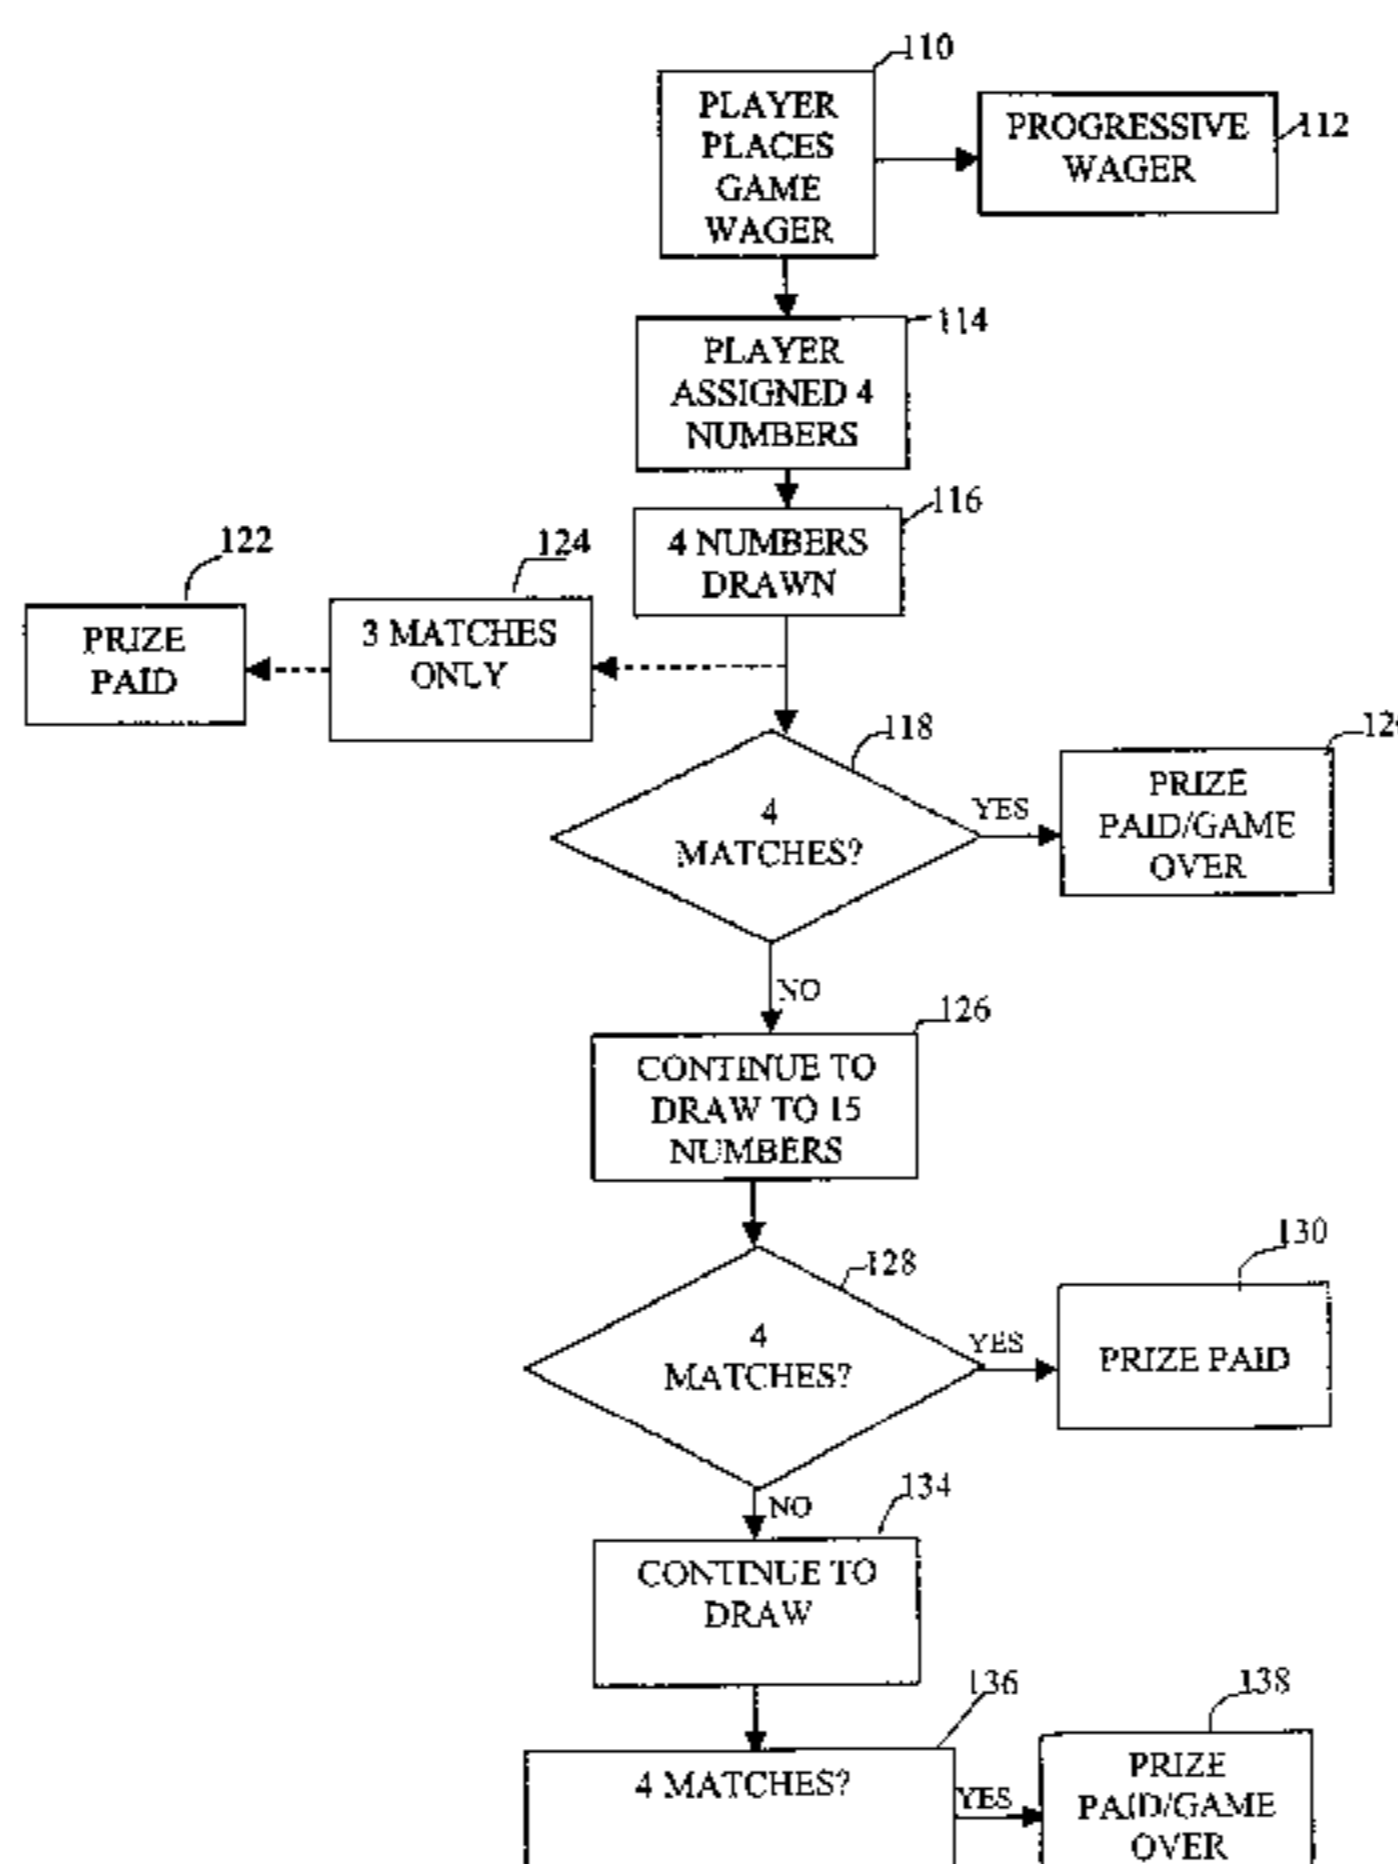 110
PLAYER
PLACES
GAME
WAGER
PROGRESSIVE
WAGER
112
114
PLAYER
ASSIGNED 4
NUMBERS
116
4 NUMBERS
DRAWN
122
PRIZE
PAID
124
3 MATCHES
ONLY
118
4
MATCHES?
YES
PRIZE
PAID/GAME
OVER
NO
126
CONTINUE TO
DRAW TO 15
NUMBERS
128
4
MATCHES?
YES
130
PRIZE PAID
NO
134
CONTINUE TO
DRAW
136
4 MATCHES?
YES
138
PRIZE
PAID/GAME
OVER